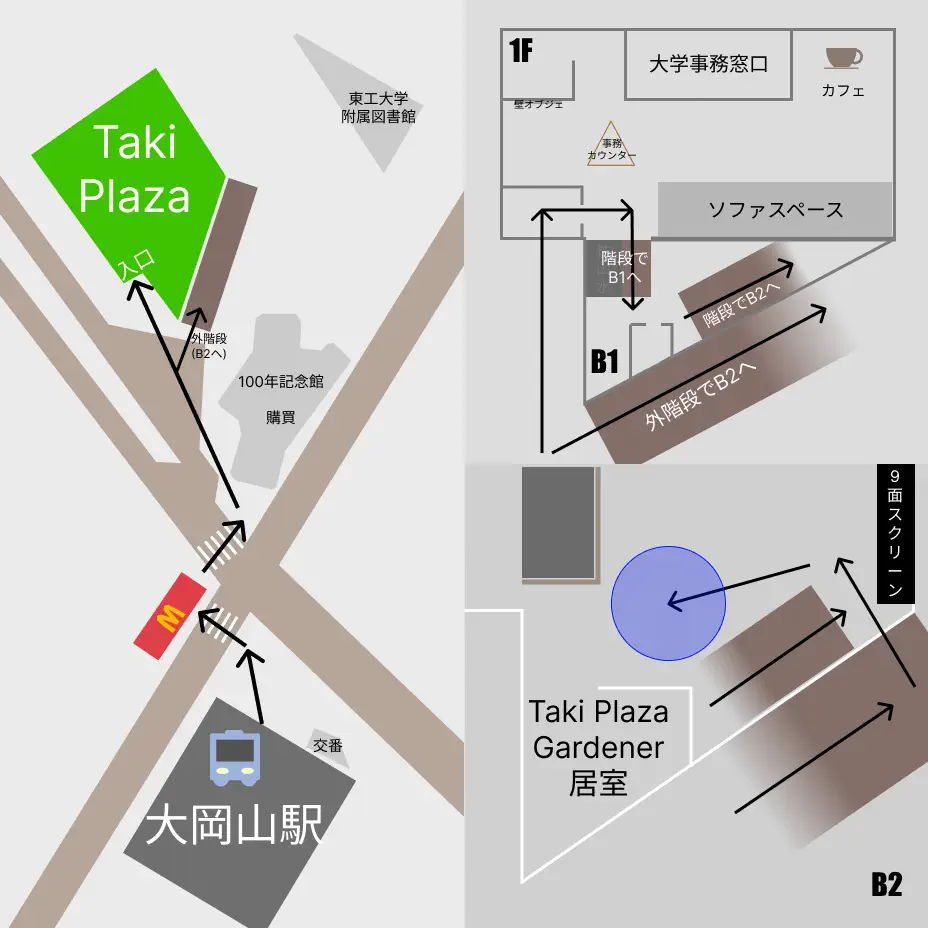 東工大学
附属図書館
Taki
Plaza
入口
外階段
(B2へ)
100年記念館
購買
M
交番
大岡山駅
1F
大学事務窓口
カフェ
壁オブジェ
事務
カウンター
ソファスペース
階段で
B1へ
階段でB2へ
B1
外階段でB2へ
9面スクリーン
Taki Plaza
Gardener
居室
B2